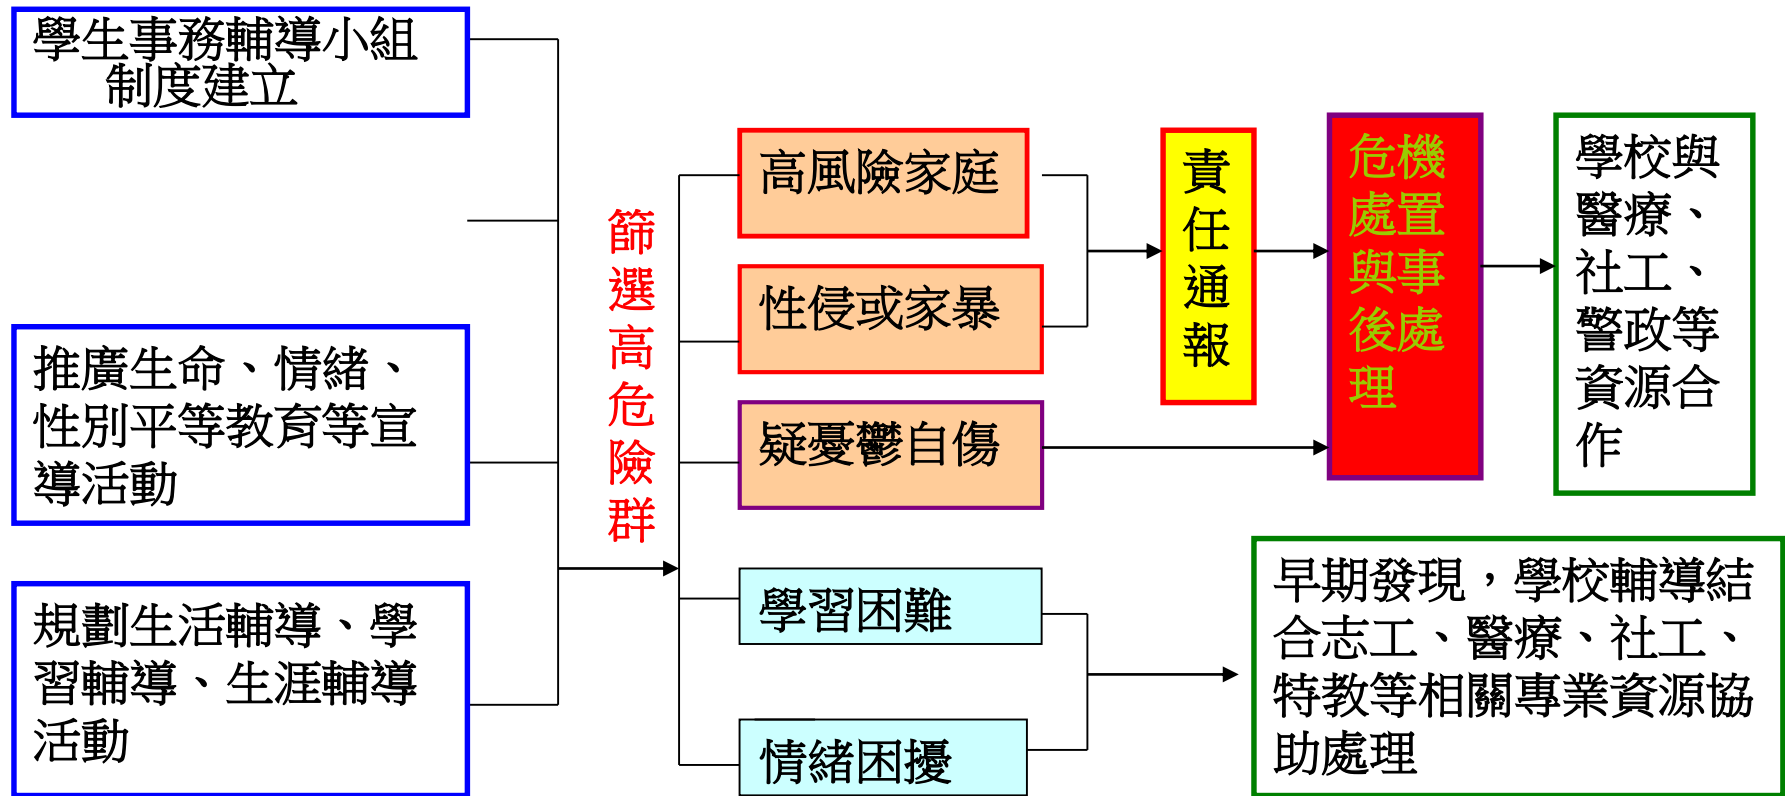 學生事務輔導小組
制度建立
推廣生命、情緒、
性別平等教育等宣
導活動
規劃生活輔導、學
習輔導、生涯輔導
活動
篩
選
高
危
險
群
高風險家庭
性侵或家暴
疑憂鬱自傷
學習困難
情緒困擾
責
任
通
報
危機
處置
與事
後處
理
學校與
醫療、
社工、
警政等
資源合
作
早期發現，學校輔導結
合志工、醫療、社工、
特教等相關專業資源協
助處理